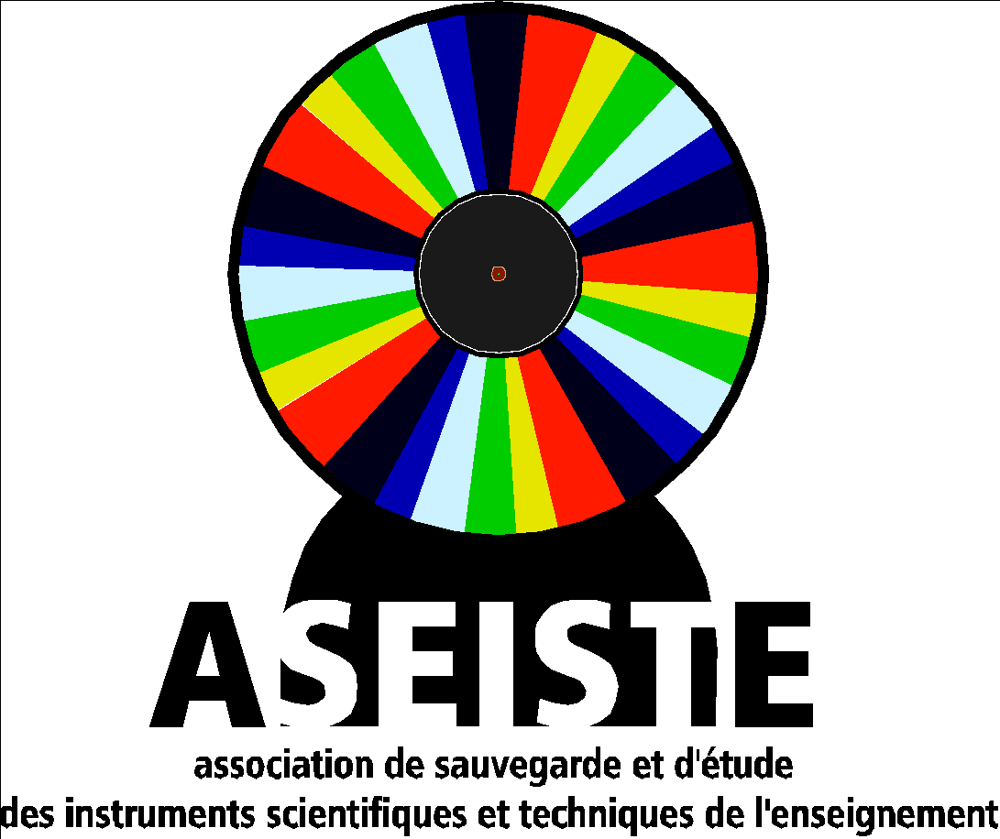 ASEISTE
association de sauvegarde et d'étude
des instruments scientifiques et techniques de l'enseignement